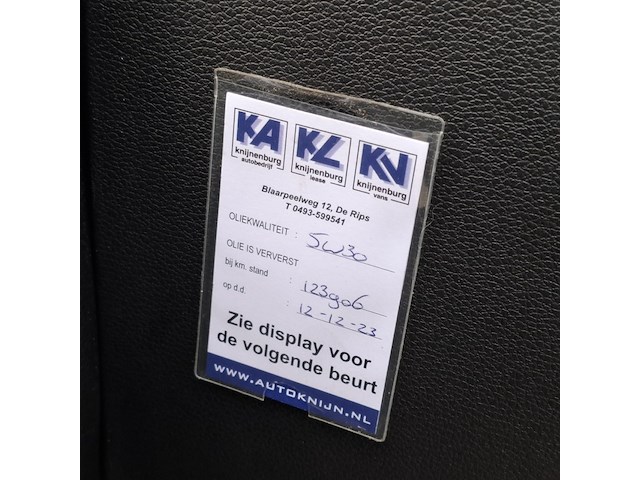 KA KL KN
knijnenburg knijnenburg knijnenburg
autobedrijf lease vans
Blaarpeelweg 12, De Rips
T 0493-599541
OLIEKWALITEIT : 5W30
OLIE IS VERVERST
bij km. stand : 123906
op d.d. : 12-12-23
Zie display voor
de volgende beurt
WWW.AUTOKNIJN.NL